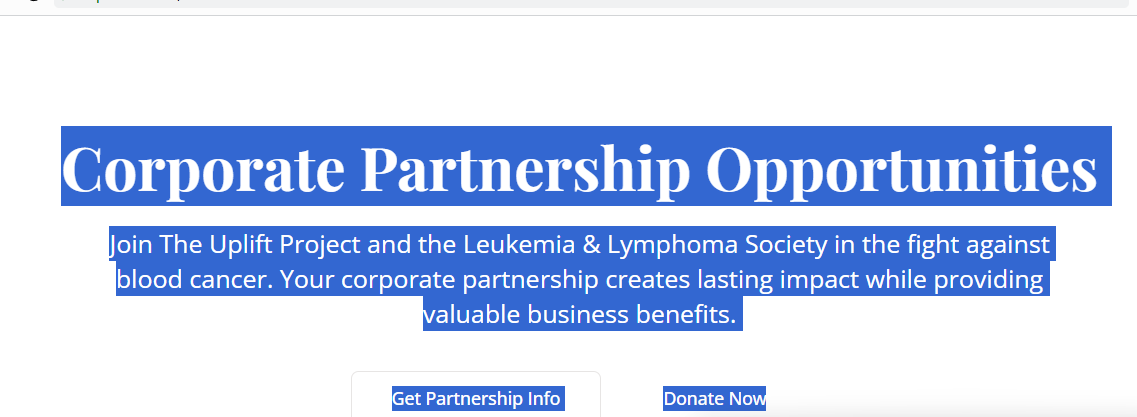 Corporate Partnership Opportunities
Join The Uplift Project and the Leukemia & Lymphoma Society in the fight against
blood cancer. Your corporate partnership creates lasting impact while providing
valuable business benefits.
Get Partnership Info
Donate Now